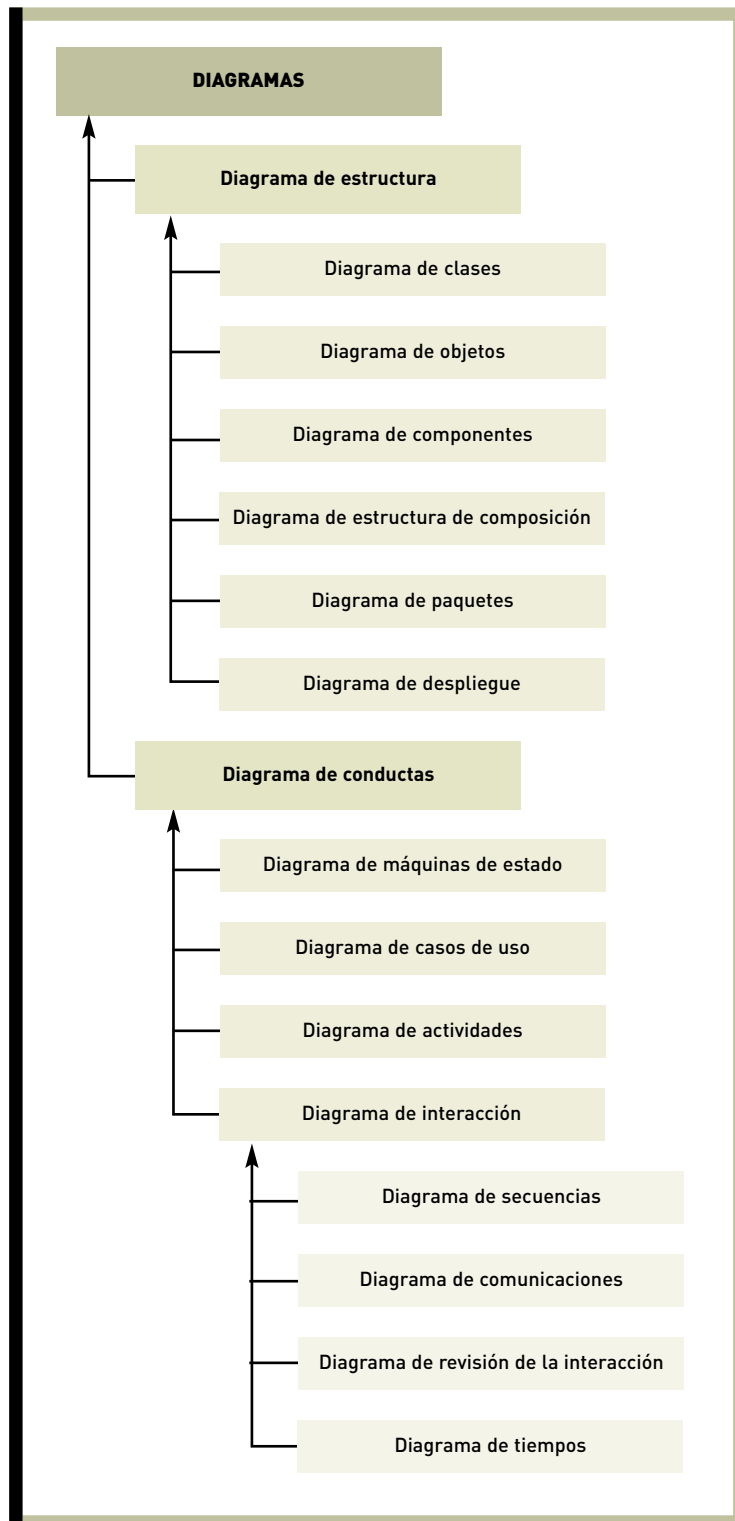 DIAGRAMAS
Diagrama de estructura
Diagrama de clases
Diagrama de objetos
Diagrama de componentes
Diagrama de estructura de composición
Diagrama de paquetes
Diagrama de despliegue
Diagrama de conductas
Diagrama de máquinas de estado
Diagrama de casos de uso
Diagrama de actividades
Diagrama de interacción
Diagrama de secuencias
Diagrama de comunicaciones
Diagrama de revisión de la interacción
Diagrama de tiempos